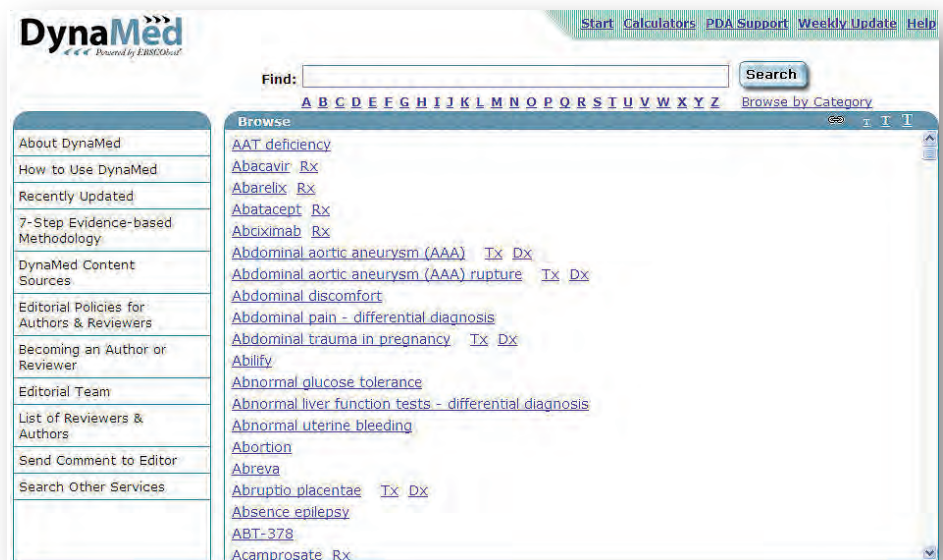 DynaMed
Powered by EBSCOhost
Start Calculators PDA Support Weekly Update Help
Find: Search
A B C D E F G H I J K L M N O P Q R S T U V W X Y Z Browse by Category
About DynaMed
How to Use DynaMed
Recently Updated
7-Step Evidence-based
Methodology
DynaMed Content
Sources
Editorial Policies for
Authors & Reviewers
Becoming an Author or
Reviewer
Editorial Team
List of Reviewers &
Authors
Send Comment to Editor
Search Other Services
Browse T T T
AAT deficiency
Abacavir Rx
Abarelix Rx
Abatacept Rx
Abciximab Rx
Abdominal aortic aneurysm (AAA) Tx Dx
Abdominal aortic aneurysm (AAA) rupture Tx Dx
Abdominal discomfort
Abdominal pain - differential diagnosis
Abdominal trauma in pregnancy Tx Dx
Abilify
Abnormal glucose tolerance
Abnormal liver function tests - differential diagnosis
Abnormal uterine bleeding
Abortion
Abreva
Abruptio placentae Tx Dx
Absence epilepsy
ABT-378
Acamprosate Rx